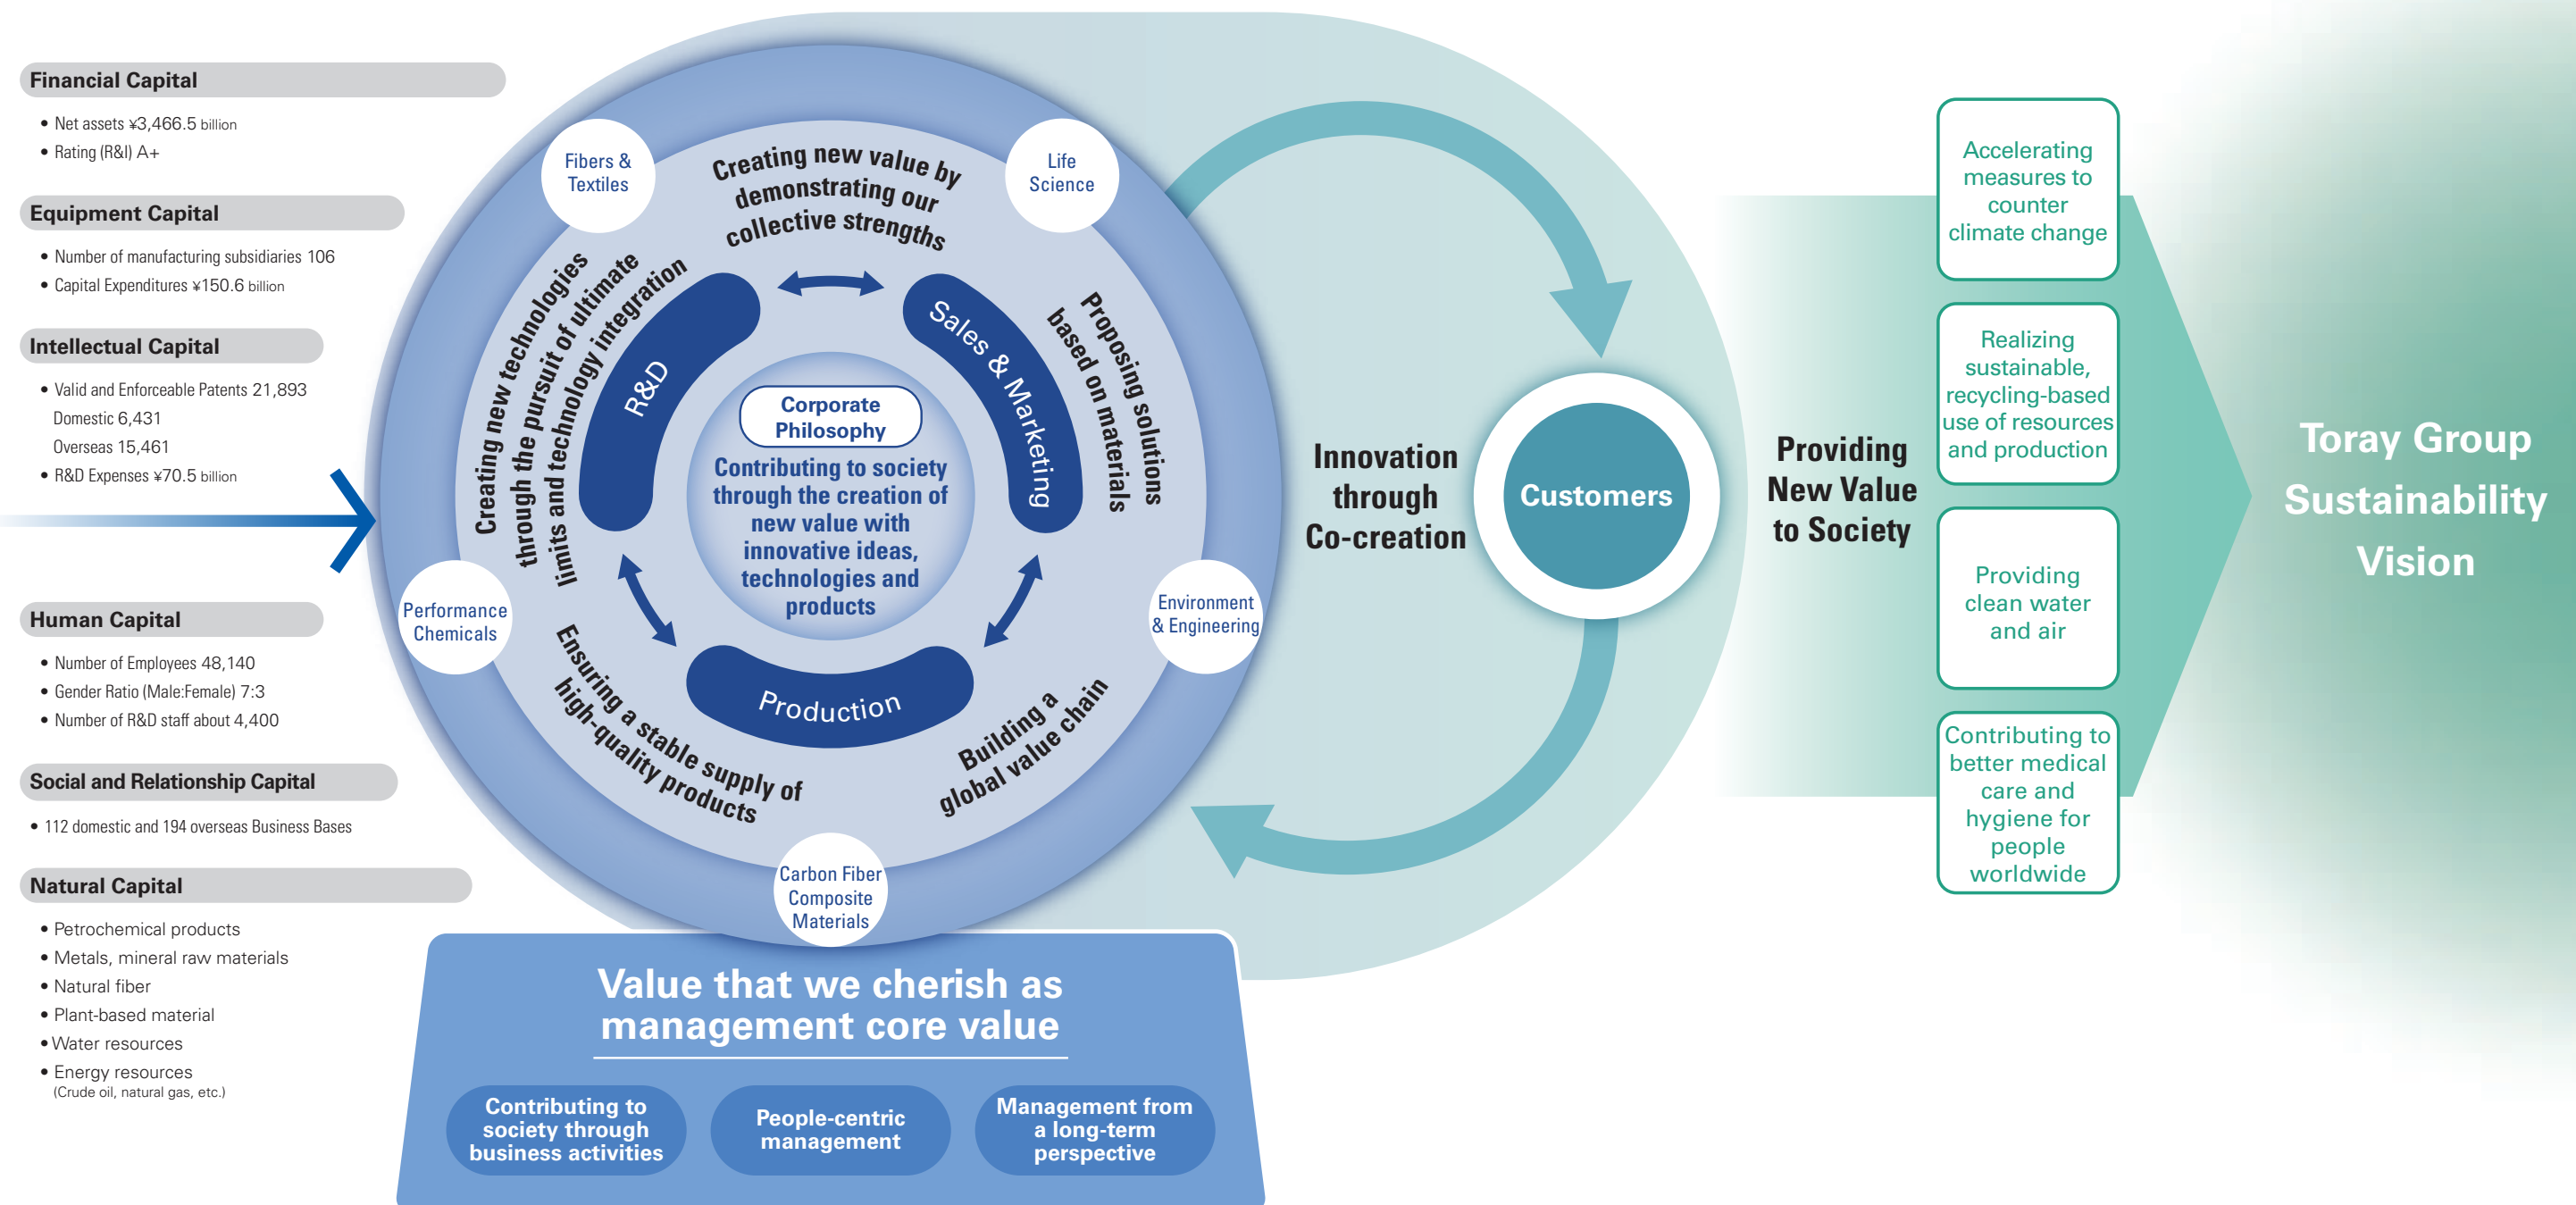 Financial Capital
• Net assets ¥3,466.5 billion
• Rating (R&I) A+
Equipment Capital
• Number of manufacturing subsidiaries 106
• Capital Expenditures ¥150.6 billion
Intellectual Capital
• Valid and Enforceable Patents 21,893
Domestic 6,431
Overseas 15,461
• R&D Expenses ¥70.5 billion
Human Capital
• Number of Employees 48,140
• Gender Ratio (Male:Female) 7:3
• Number of R&D staff about 4,400
Social and Relationship Capital
• 112 domestic and 194 overseas Business Bases
Natural Capital
• Petrochemical products
• Metals, mineral raw materials
• Natural fiber
• Plant-based material
• Water resources
• Energy resources
(Crude oil, natural gas, etc.)
Fibers &
Textiles
Life
Science
Performance
Chemicals
Environment
& Engineering
Carbon Fiber
Composite
Materials
Creating new value by
demonstrating our
collective strengths
Creating new technologies
through the pursuit of ultimate
limits and technology integration
Proposing solutions
based on materials
Ensuring a stable supply of
high-quality products
Building a
global value chain
R&D
Sales & Marketing
Production
Corporate
Philosophy
Contributing to society
through the creation of
new value with
innovative ideas,
technologies and
products
Value that we cherish as
management core value
Contributing to
society through
business activities
People-centric
management
Management from
a long-term
perspective
Innovation
through
Co-creation
Customers
Providing
New Value
to Society
Accelerating
measures to
counter
climate change
Realizing
sustainable,
recycling-based
use of resources
and production
Providing
clean water
and air
Contributing to
better medical
care and
hygiene for
people
worldwide
Toray Group
Sustainability
Vision